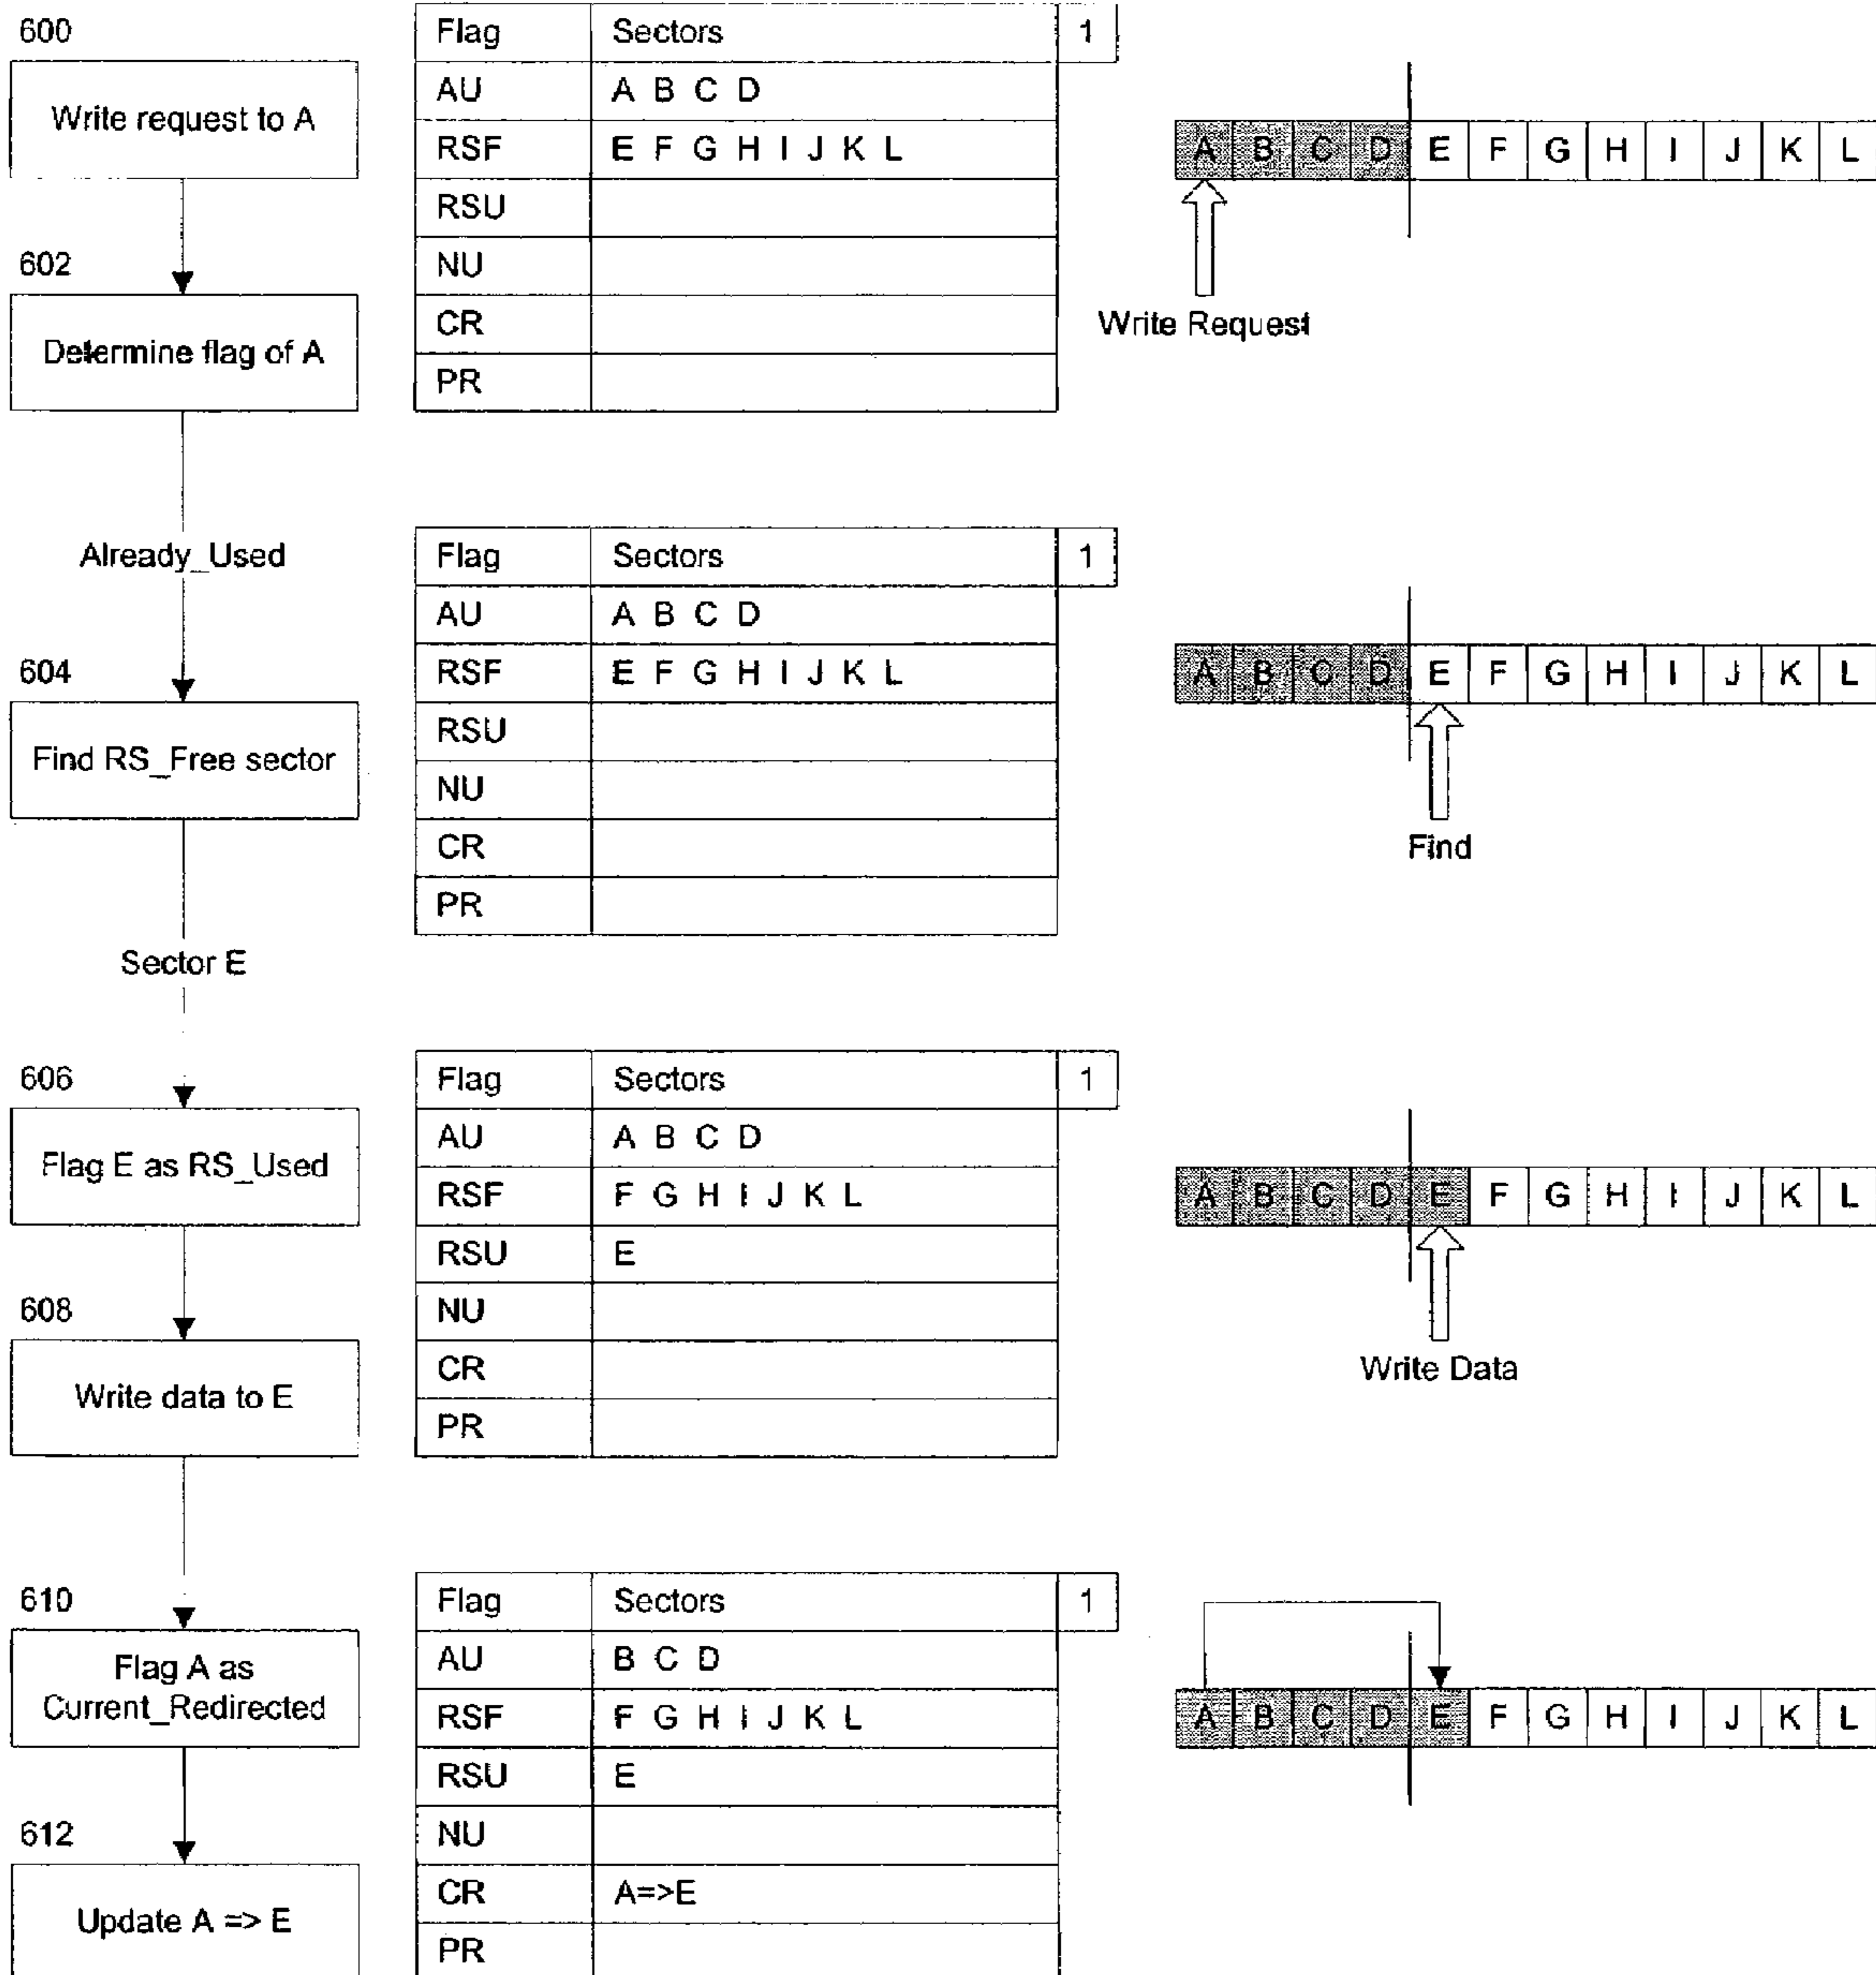 600
Write request to A
602
Determine flag of A
Already_Used
604
Find RS_Free sector
Sector E
606
Flag E as RS_Used
608
Write data to E
610
Flag A as
Current_Redirected
612
Update A => E
Flag Sectors 1
AU A B C D
RSF E F G H I J K L
RSU
NU
CR
PR
A B C D E F G H I J K L
Write Request
Flag Sectors 1
AU A B C D
RSF E F G H I J K L
RSU
NU
CR
PR
A B C D E F G H I J K L
Find
Flag Sectors 1
AU A B C D
RSF F G H I J K L
RSU E
NU
CR
PR
A B C D E F G H I J K L
Write Data
Flag Sectors 1
AU B C D
RSF F G H I J K L
RSU E
NU
CR A=>E
PR
A B C D E F G H I J K L